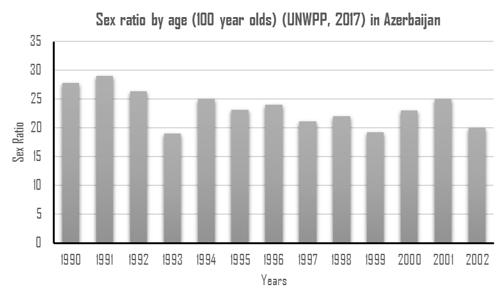 Sex ratio by age (100 year olds) (UNWPP, 2017) in Azerbaijan
35
30
25
20
15
10
5
0
Sex Ratio
1990 1991 1992 1993 1994 1995 1996 1997 1998 1999 2000 2001 2002
Years